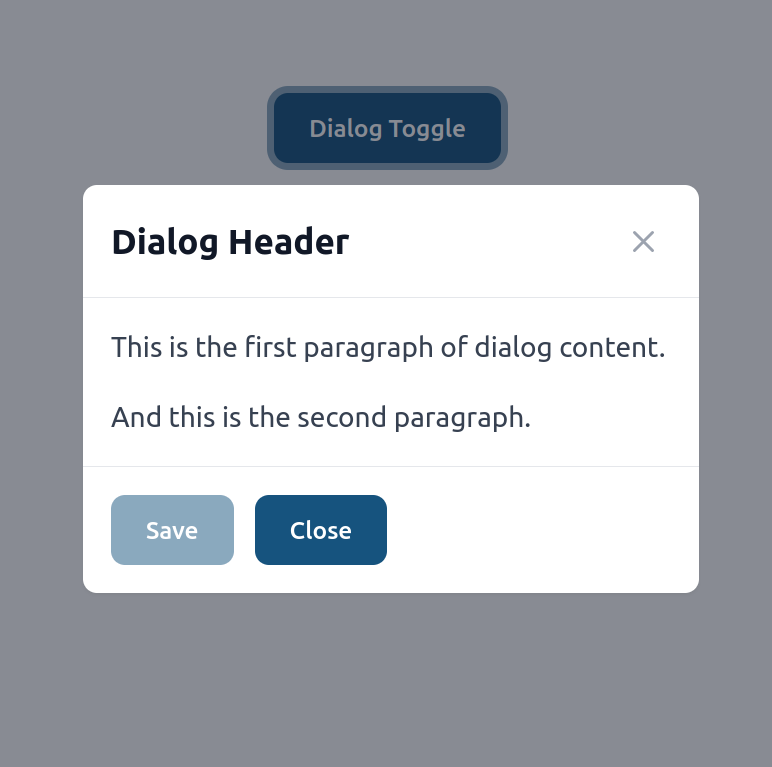 Dialog Toggle
Dialog Header
This is the first paragraph of dialog content.
And this is the second paragraph.
Save
Close